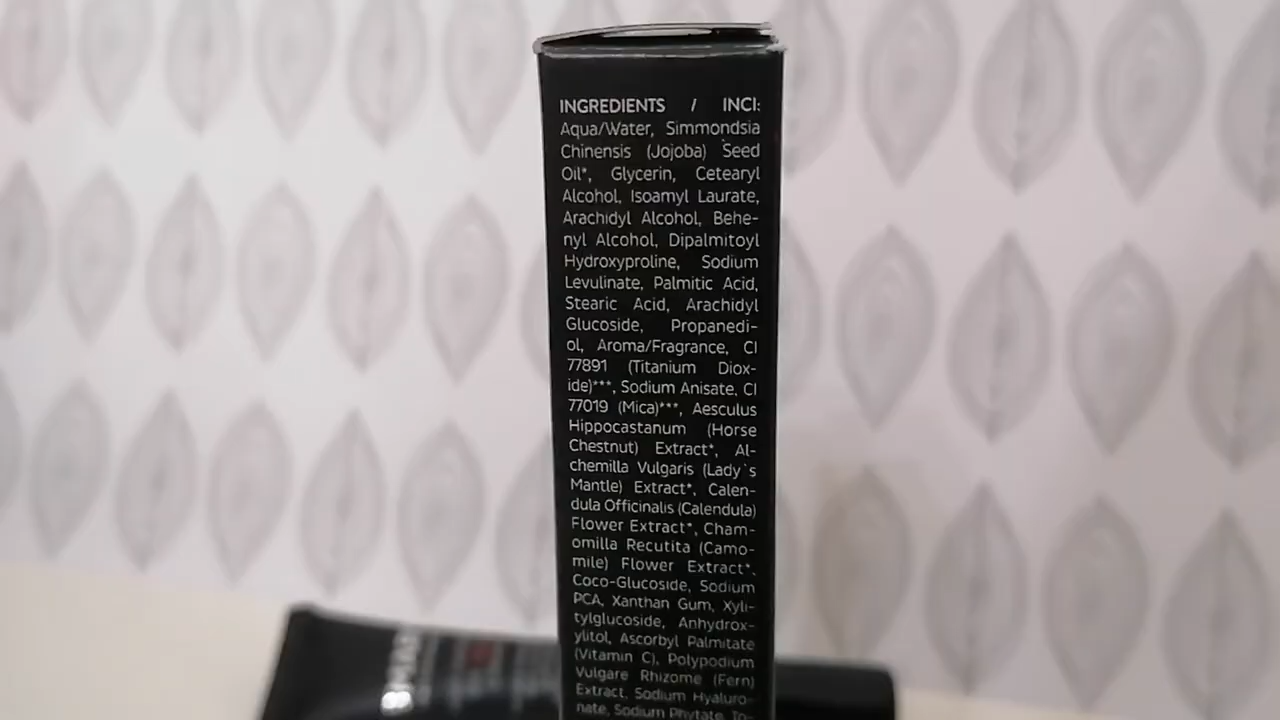 INGREDIENTS / INCI:
Aqua/Water, Simmondsia
Chinensis (Jojoba) Seed
Oil*, Glycerin, Cetearyl
Alcohol, Isoamyl Laurate,
Arachidyl Alcohol, Behe-
nyl Alcohol, Dipalmitoyl
Hydroxyproline, Sodium
Levulinate, Palmitic Acid,
Stearic Acid, Arachidyl
Glucoside, Propanedi-
ol, Aroma/Fragrance, CI
77891 (Titanium Diox-
ide)***, Sodium Anisate, CI
77019 (Mica)***, Aesculus
Hippocastanum (Horse
Chestnut) Extract*, Al-
chemilla Vulgaris (Lady`s
Mantle) Extract*, Calen-
dula Officinalis (Calendula)
Flower Extract*, Cham-
omilla Recutita (Camo-
mile) Flower Extract*,
Coco-Glucoside, Sodium
PCA, Xanthan Gum, Xyli-
tylglucoside, Anhydrox-
ylitol, Ascorbyl Palmitate
(Vitamin C), Polypodium
Vulgare Rhizome (Fern)
Extract, Sodium Hyaluro-
nate, Sodium Phytate, To-